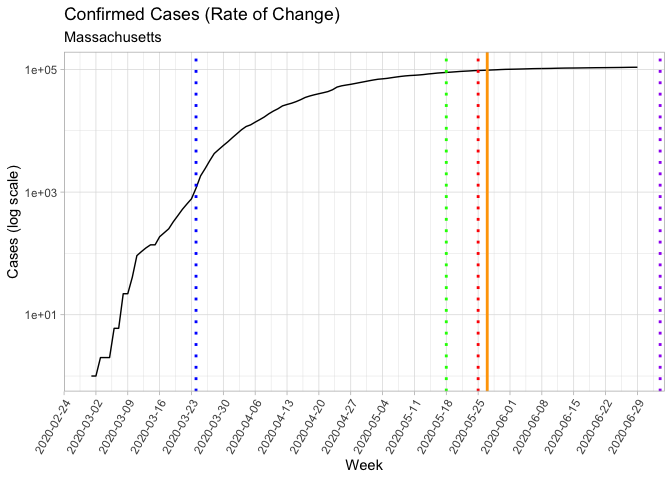 Confirmed Cases (Rate of Change)
Massachusetts
Cases (log scale)
1e+05
1e+03
1e+01
2020-02-24
2020-03-02
2020-03-09
2020-03-16
2020-03-23
2020-03-30
2020-04-06
2020-04-13
2020-04-20
2020-04-27
2020-05-04
2020-05-11
2020-05-18
2020-05-25
2020-06-01
2020-06-08
2020-06-15
2020-06-22
2020-06-29
Week